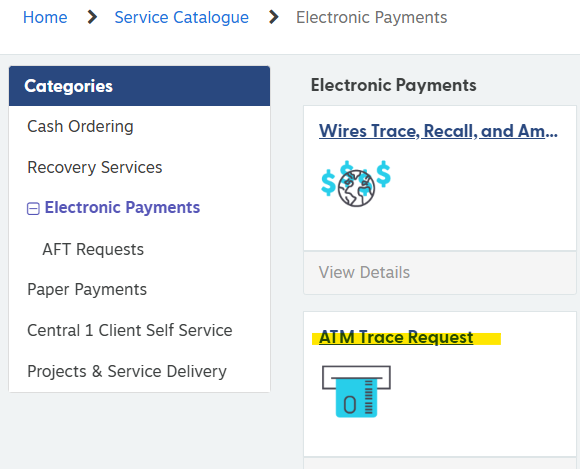 Home > Service Catalogue > Electronic Payments
Categories
Cash Ordering
Recovery Services
Electronic Payments
AFT Requests
Paper Payments
Central 1 Client Self Service
Projects & Service Delivery
Electronic Payments
Wires Trace, Recall, and Am...
$ $ $ $
View Details
ATM Trace Request
0